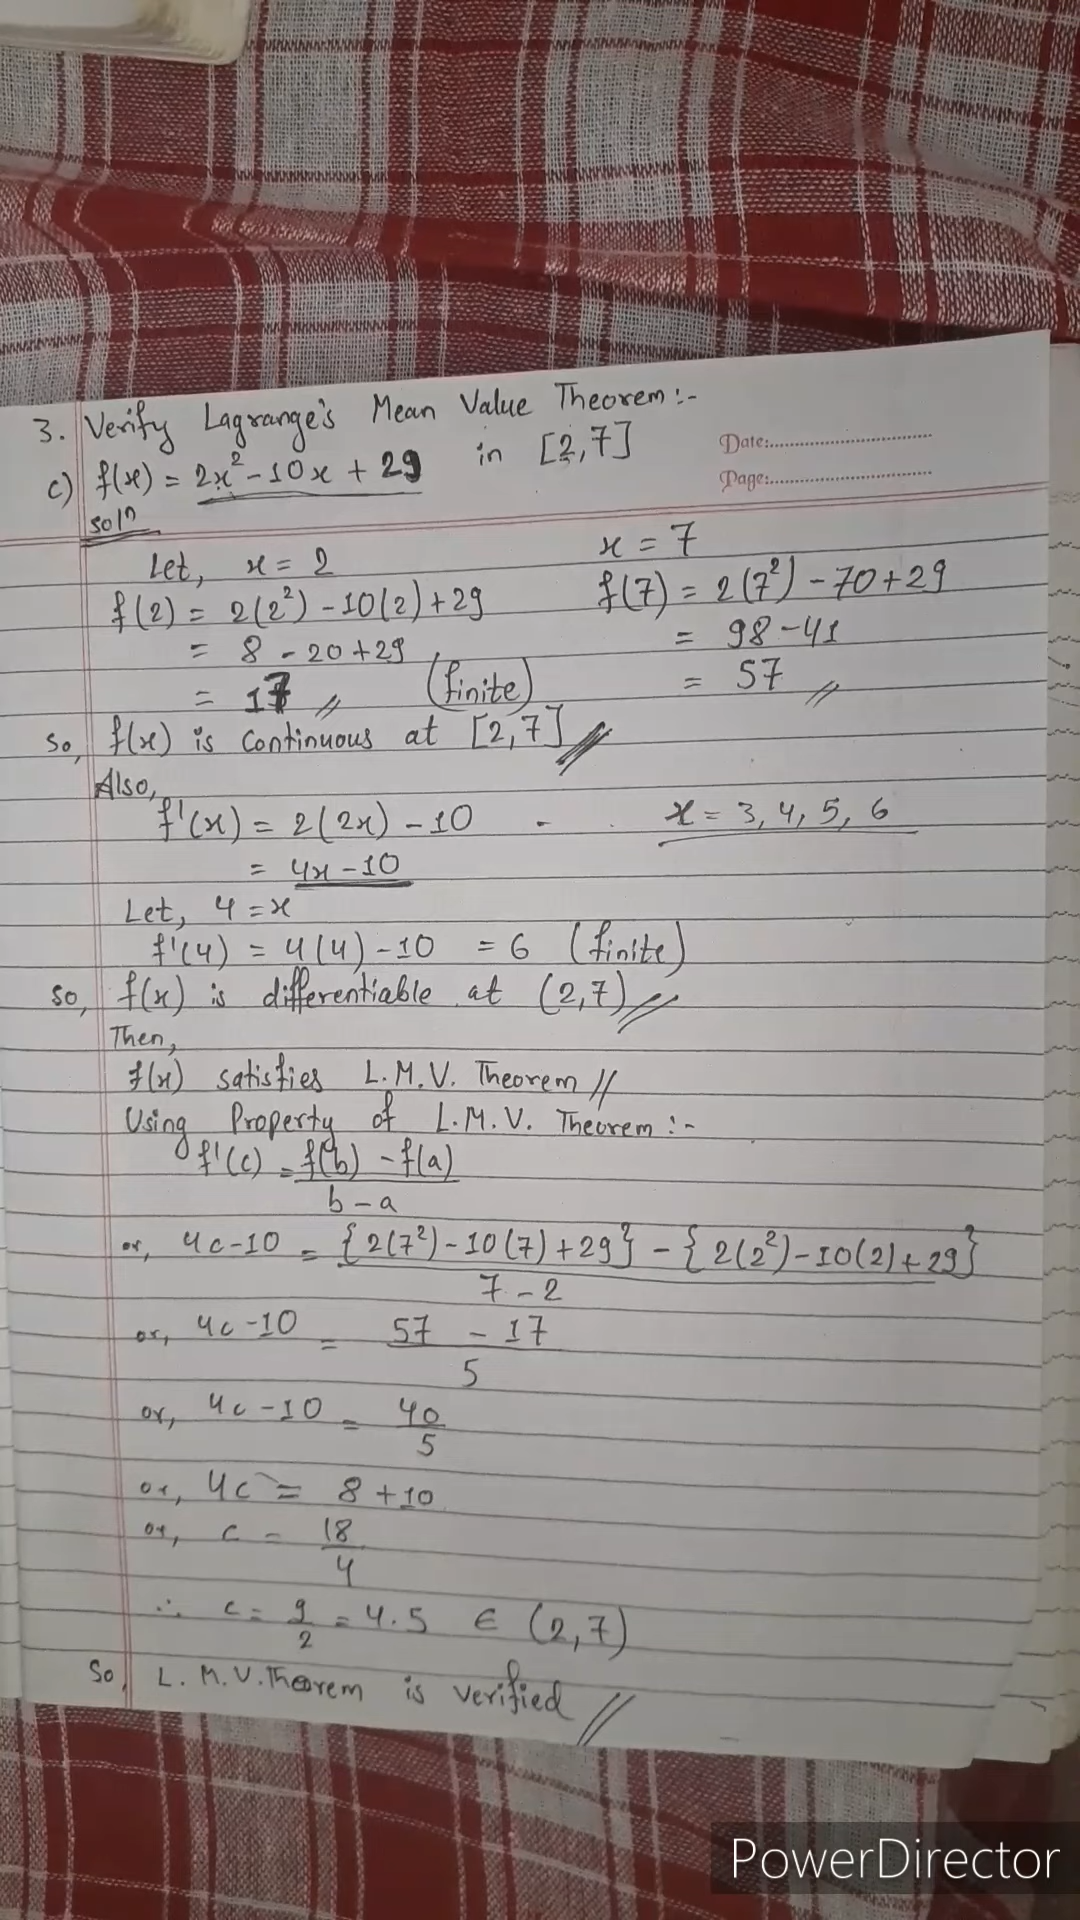 3. Verify Lagrange's Mean Value Theorem :-
c) f(x) = 2x² - 10x + 29 in [2,7]
Date:
Page:
soln
Let, x = 2
f(2) = 2(2²) - 10(2) + 29
= 8 - 20 + 29
= 17 // (finite)
x = 7
f(7) = 2(7²) - 70 + 29
= 98 - 41
= 57 //
So, f(x) is continuous at [2,7] //
Also,
f'(x) = 2(2x) - 10
x = 3, 4, 5, 6
= 4x - 10
Let, 4 = x
f'(4) = 4(4) - 10 = 6 (finite)
so, f(x) is differentiable at (2,7) //
Then,
f(x) satisfies L.M.V. Theorem //
Using Property of L.M.V. Theorem :-
f'(c) = f(b) - f(a)
b - a
or, 4c - 10 = {2(7²) - 10(7) + 29} - {2(2²) - 10(2) + 29}
7 - 2
or, 4c - 10 = 57 - 17
5
or, 4c - 10 = 40
5
or, 4c = 8 + 10
or, c = 18
4
∴ c = 9/2 = 4.5 ∈ (2,7)
So, L.M.V. Theorem is verified //
PowerDirector